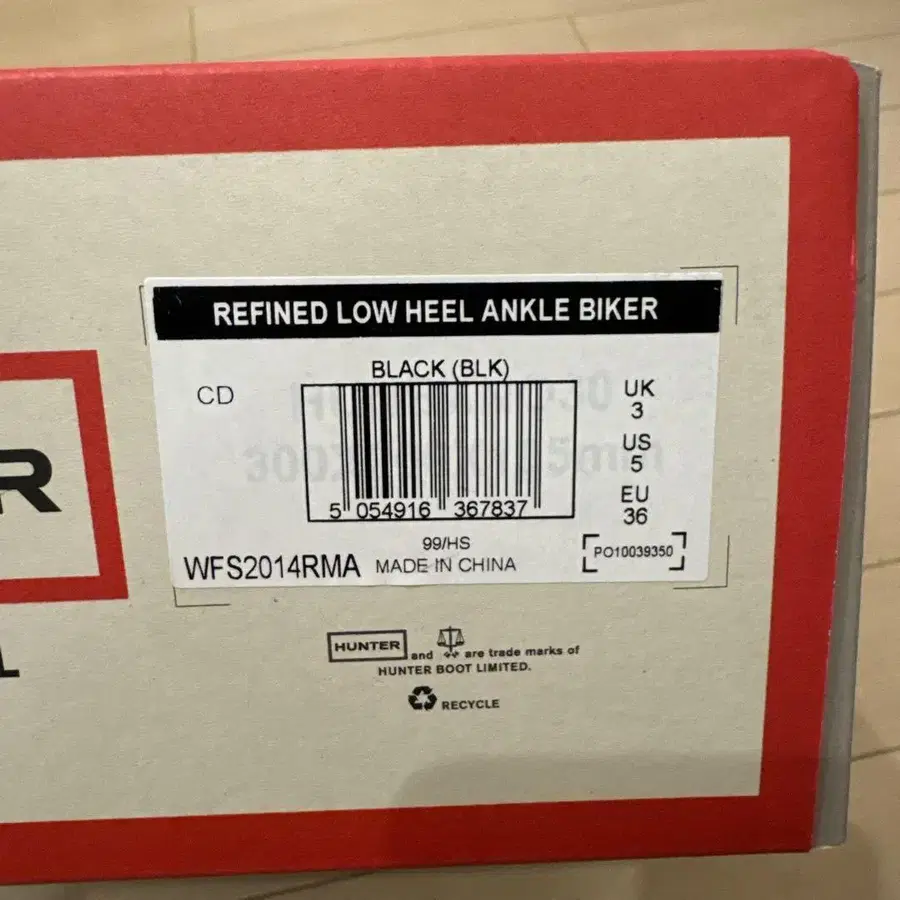 REFINED LOW HEEL ANKLE BIKER
BLACK (BLK)
CD
UK
3
US
5
EU
36
5 054916 367837
99/HS
WFS2014RMA MADE IN CHINA
PO10039350
R
HUNTER and are trade marks of
HUNTER BOOT LIMITED.
RECYCLE